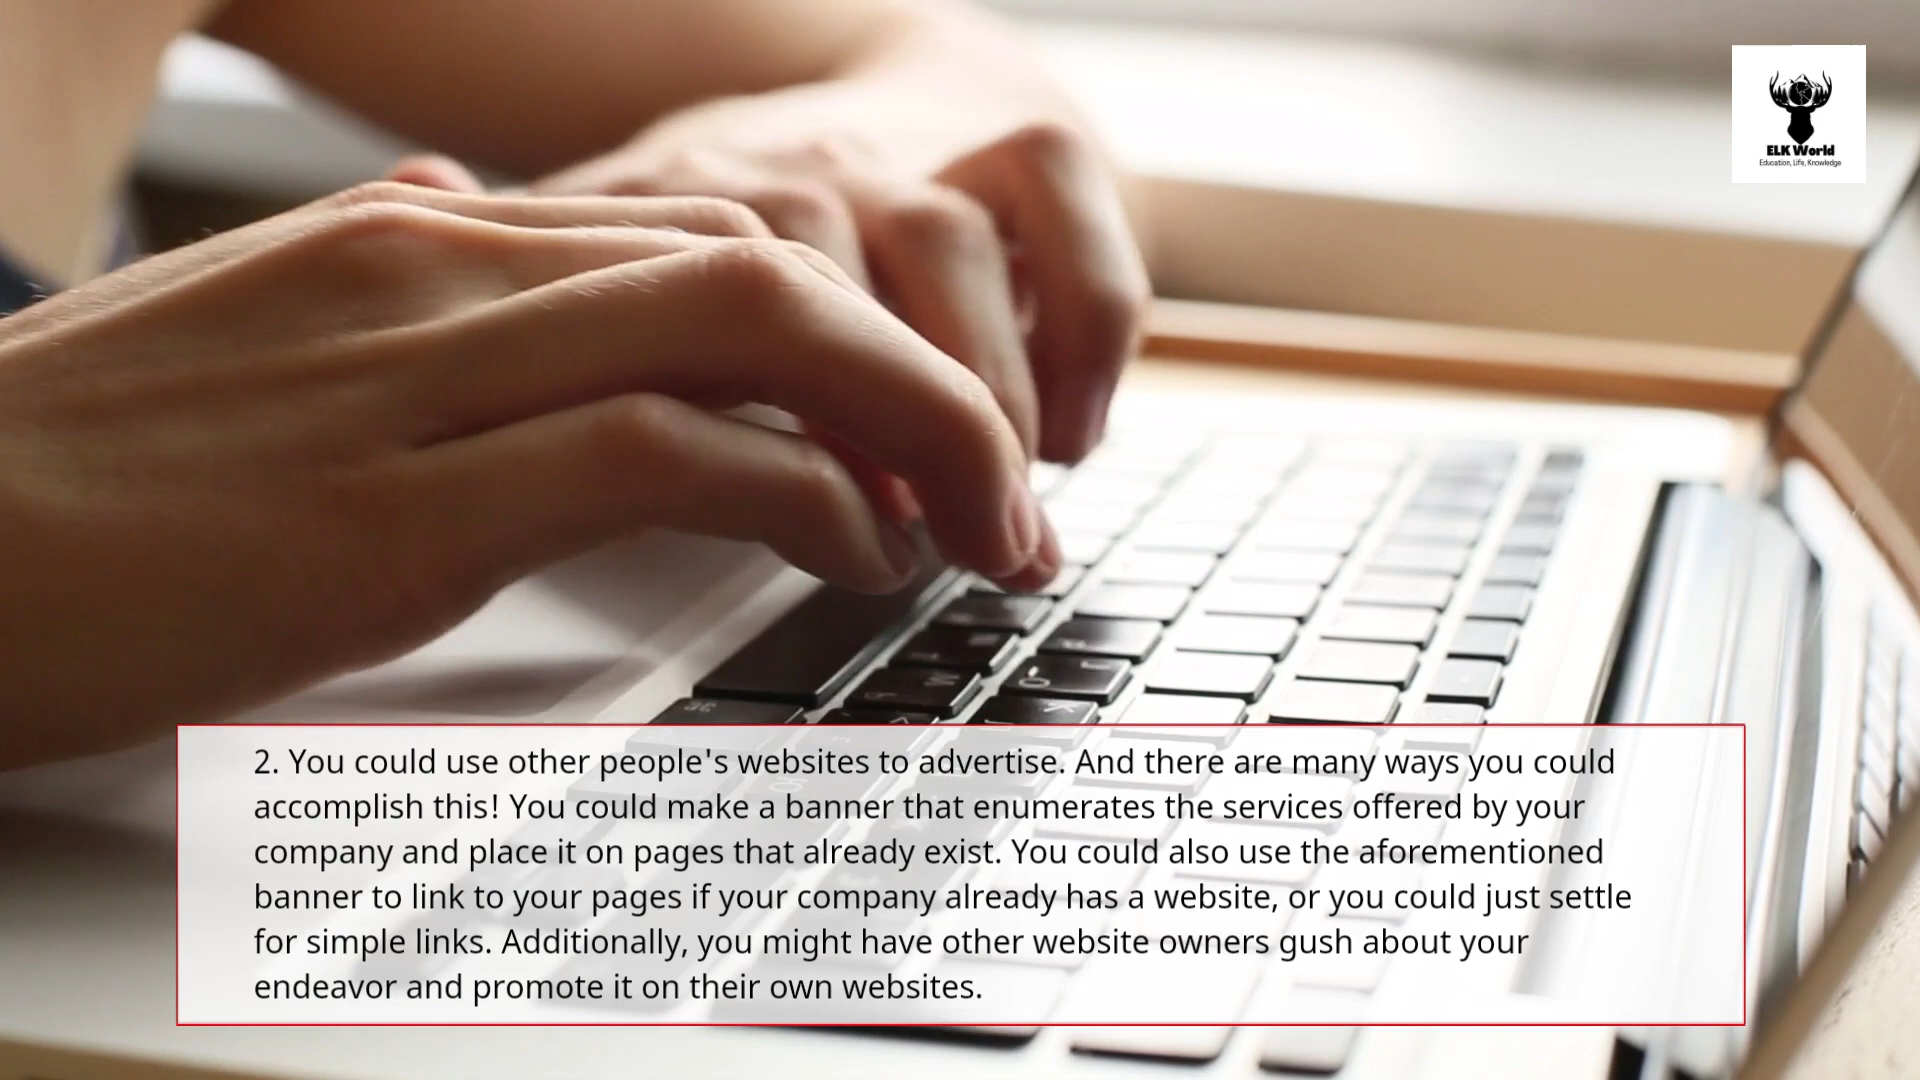 ELK World
Education, Life, Knowledge
2. You could use other people's websites to advertise. And there are many ways you could
accomplish this! You could make a banner that enumerates the services offered by your
company and place it on pages that already exist. You could also use the aforementioned
banner to link to your pages if your company already has a website, or you could just settle
for simple links. Additionally, you might have other website owners gush about your
endeavor and promote it on their own websites.